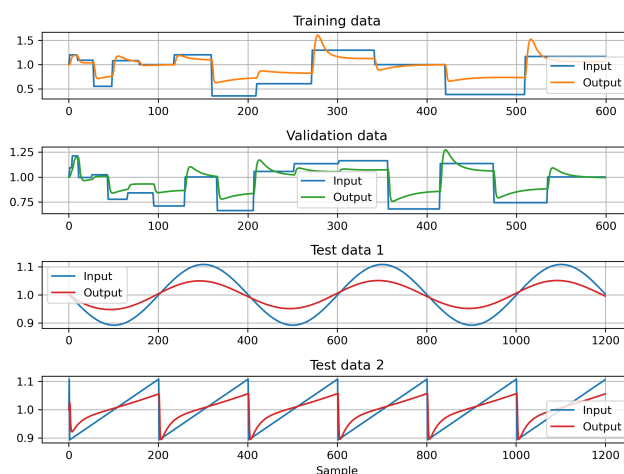 Training data
1.5
1.0
0.5
Input
Output
0 100 200 300 400 500 600
Validation data
1.25
1.00
0.75
Input
Output
0 100 200 300 400 500 600
Test data 1
1.1
1.0
0.9
Input
Output
0 200 400 600 800 1000 1200
Test data 2
1.1
1.0
0.9
Input
Output
0 200 400 600 800 1000 1200
Sample